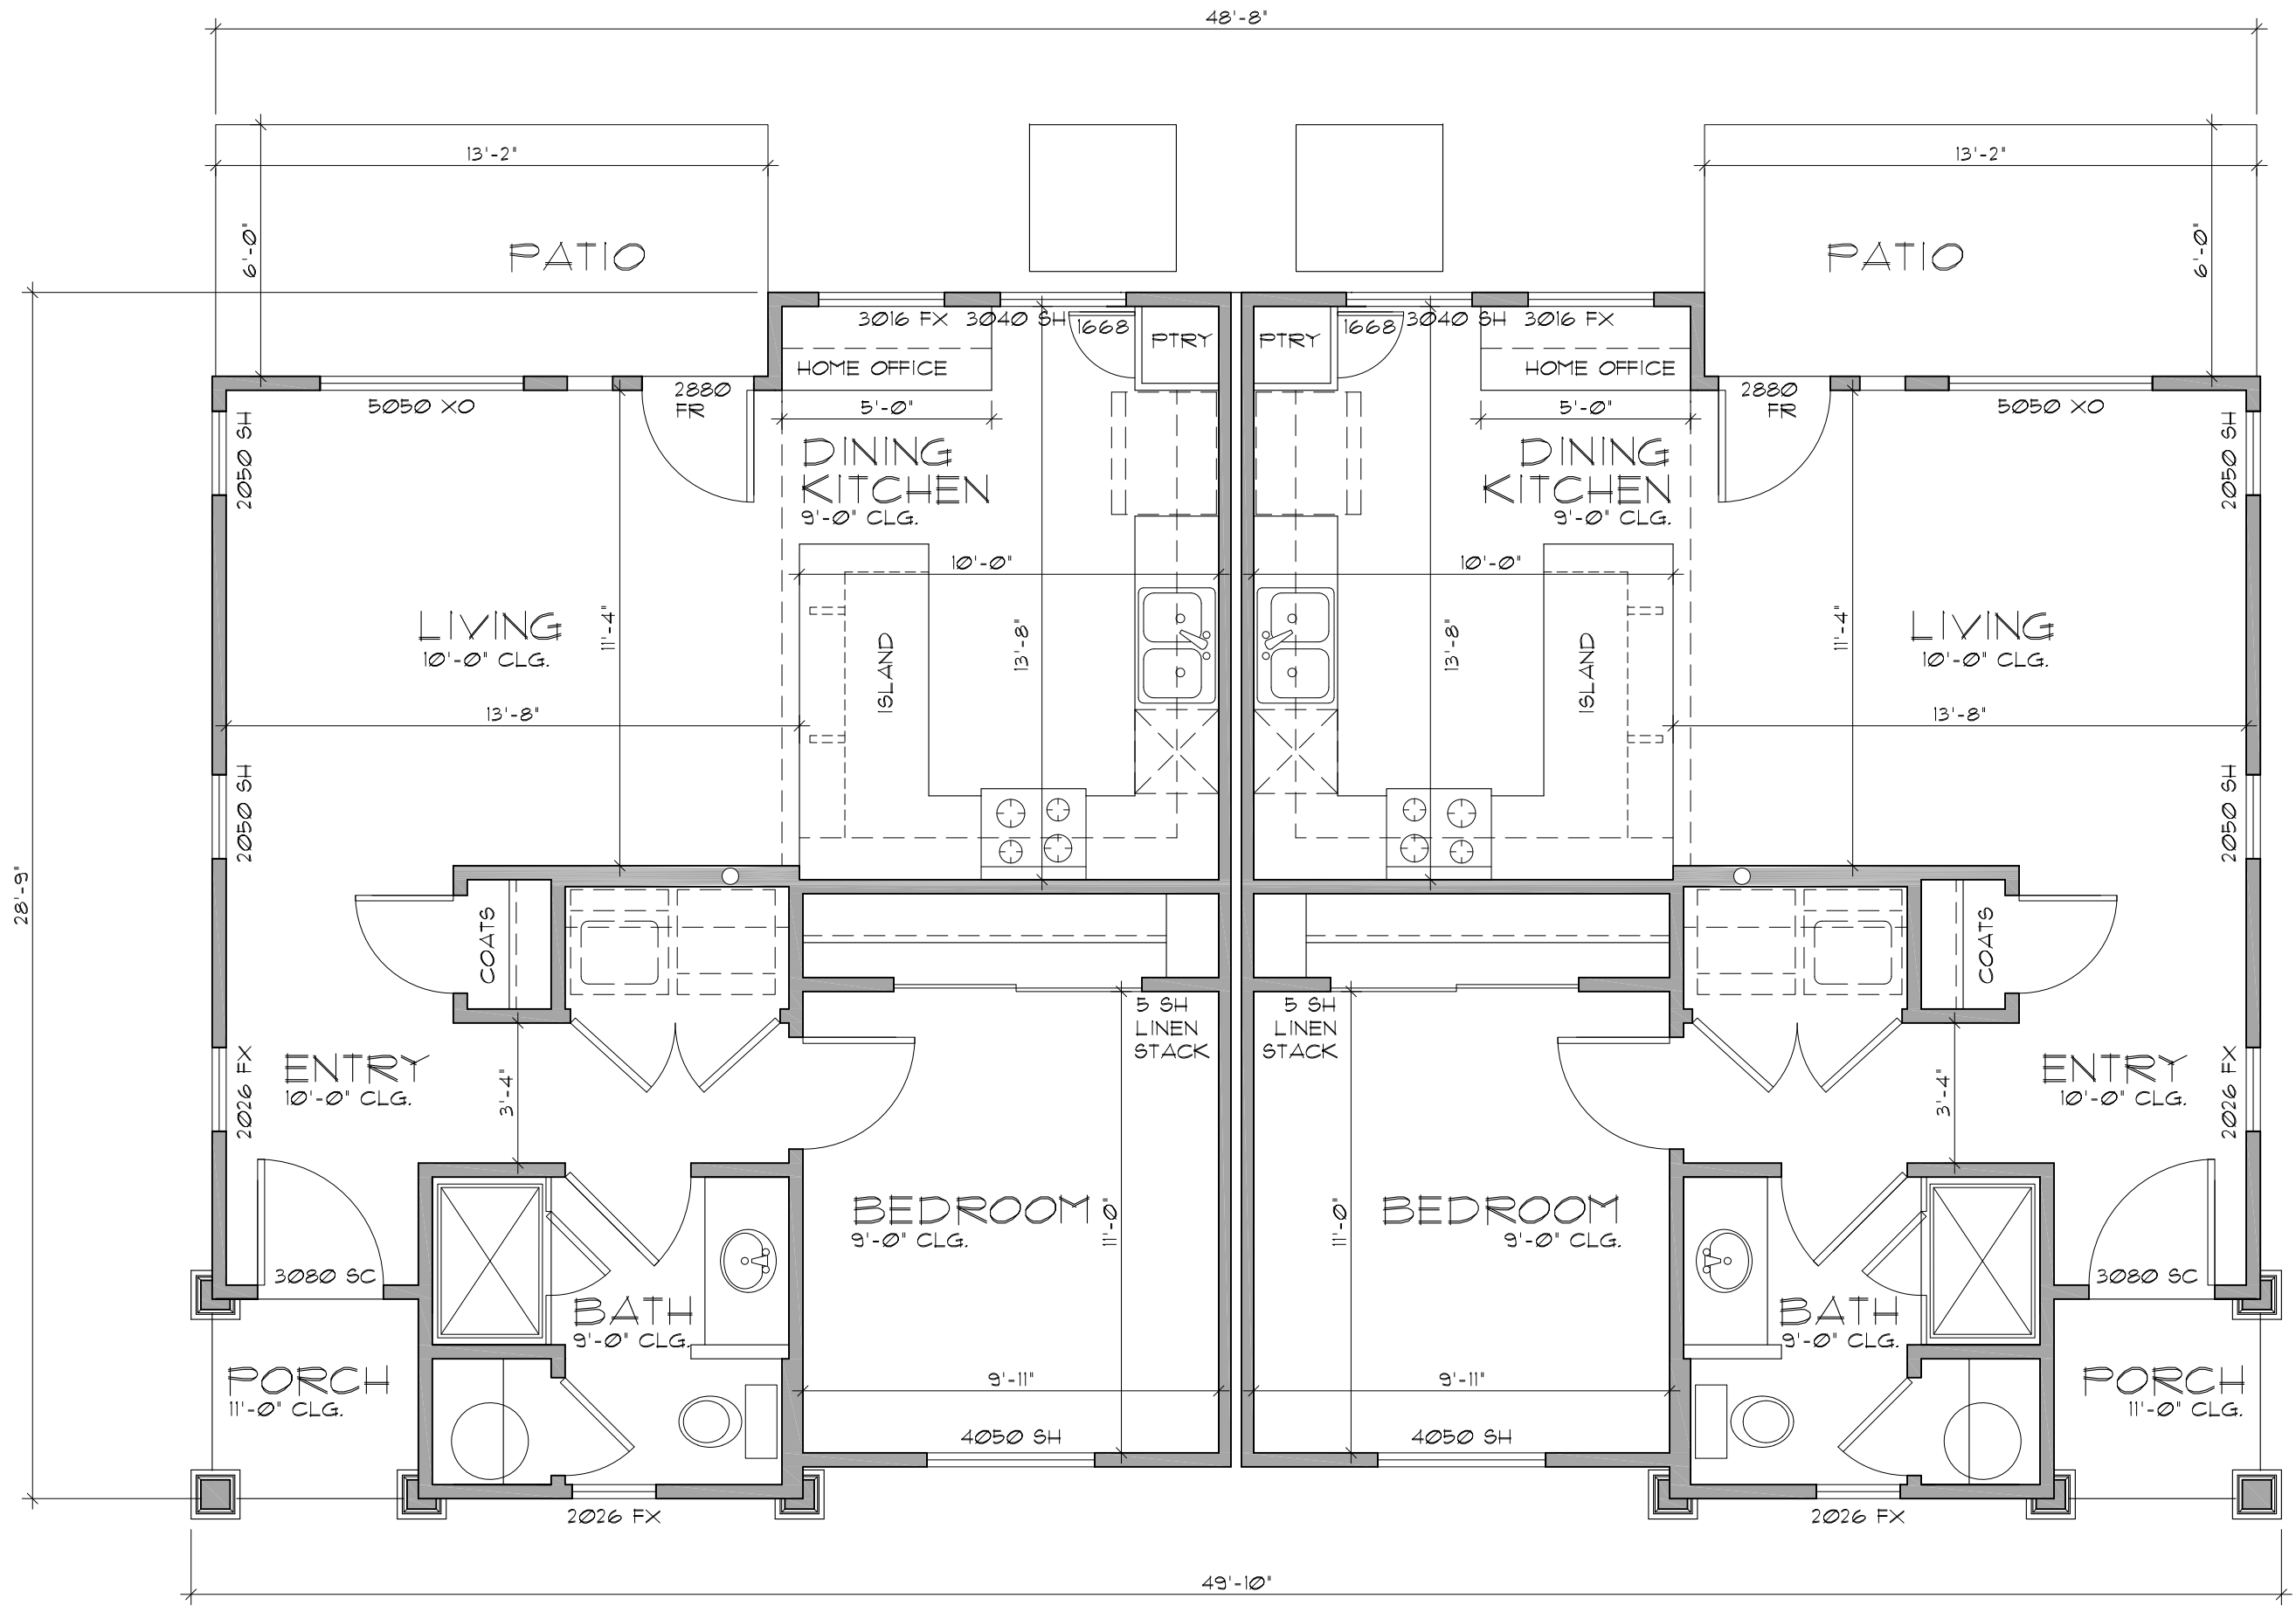 48'-8"
13'-2"
13'-2"
6'-0"
PATIO
PATIO
6'-0"
3016 FX
3040 SH
1668
PTRY
PTRY
1668
3040 SH
3016 FX
HOME OFFICE
HOME OFFICE
5050 XO
2880
FR
5'-0"
5'-0"
2880
FR
5050 XO
2050 SH
DINING
KITCHEN
9'-0" CLG.
DINING
KITCHEN
9'-0" CLG.
2050 SH
10'-0"
10'-0"
LIVING
10'-0" CLG.
11'-4"
ISLAND
13'-8"
13'-8"
ISLAND
11'-4"
LIVING
10'-0" CLG.
13'-8"
13'-8"
2050 SH
2050 SH
28'-9"
COATS
COATS
5 SH
LINEN
STACK
5 SH
LINEN
STACK
2026 FX
ENTRY
10'-0" CLG.
3'-4"
3'-4"
ENTRY
10'-0" CLG.
2026 FX
BEDROOM
9'-0" CLG.
11'-0"
11'-0"
BEDROOM
9'-0" CLG.
3080 SC
3080 SC
BATH
9'-0" CLG.
BATH
9'-0" CLG.
PORCH
11'-0" CLG.
9'-11"
9'-11"
PORCH
11'-0" CLG.
4050 SH
4050 SH
2026 FX
2026 FX
49'-10"